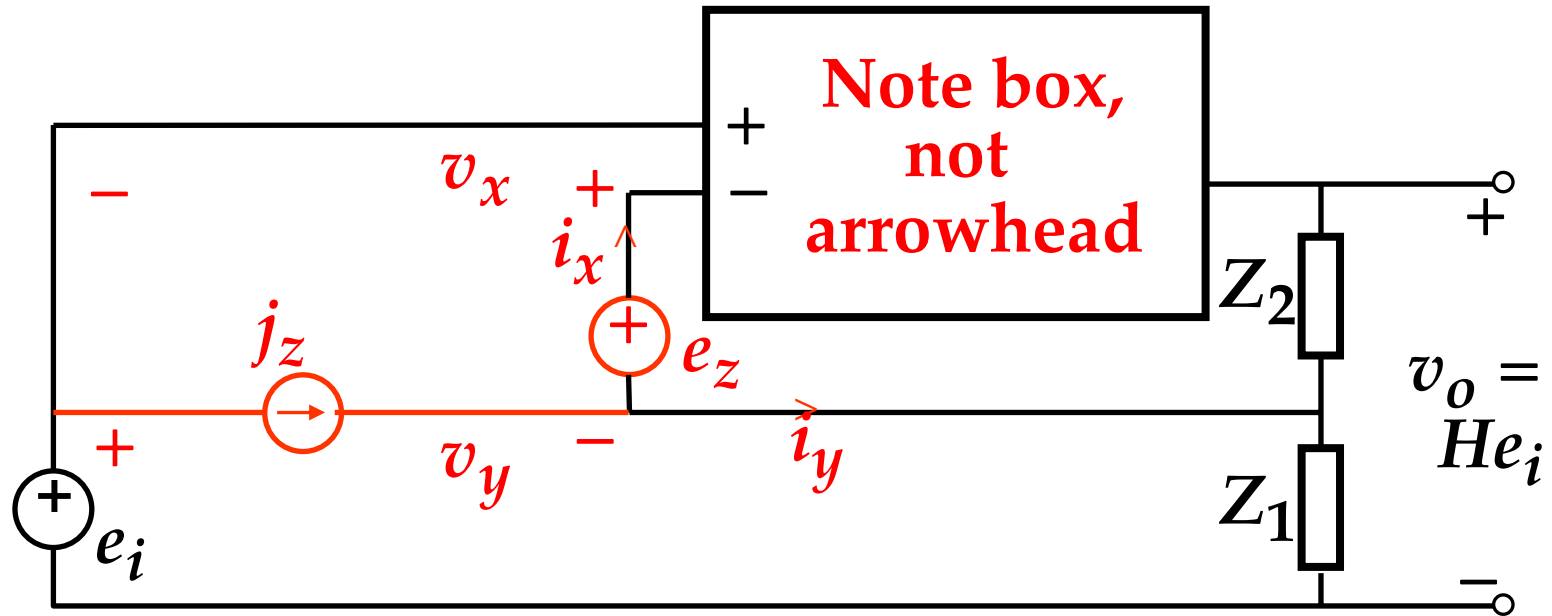 Note box,
not
arrowhead
+
−
− v_x +
i_x
+
Z_2
j_z
+
e_z
v_o =
He_i
+ v_y −
i_y
+
e_i
Z_1
−